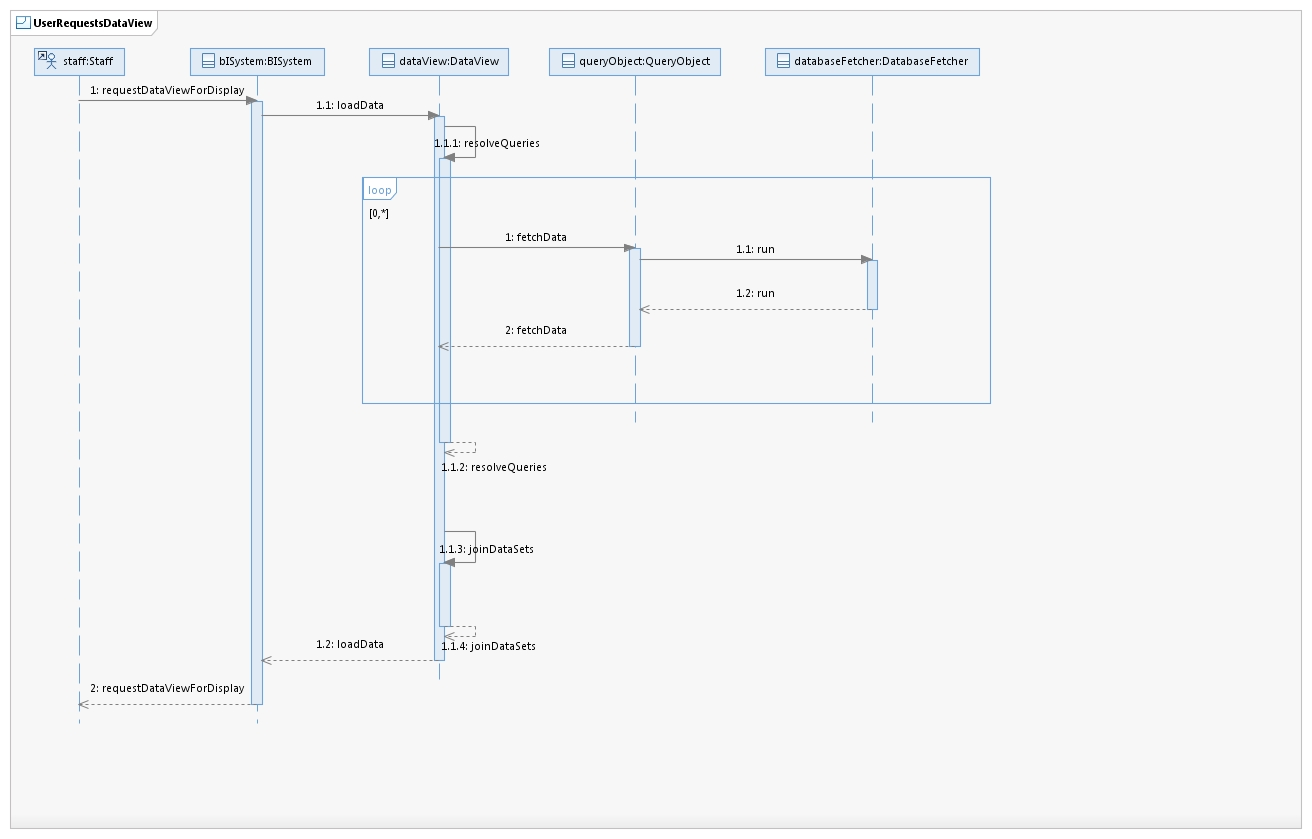 UserRequestsDataView
staff:Staff
bISystem:BISystem
dataView:DataView
queryObject:QueryObject
databaseFetcher:DatabaseFetcher
1: requestDataViewForDisplay
1.1: loadData
1.1.1: resolveQueries
loop
[0,*]
1: fetchData
1.1: run
1.2: run
2: fetchData
1.1.2: resolveQueries
1.1.3: joinDataSets
1.2: loadData
1.1.4: joinDataSets
2: requestDataViewForDisplay